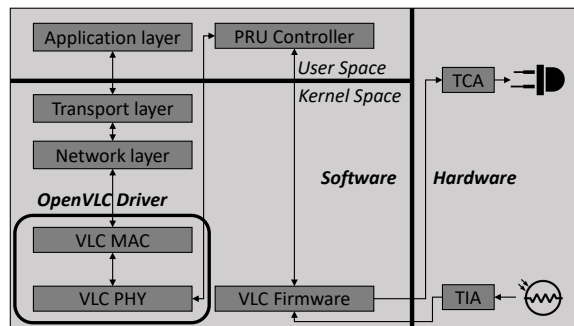 Application layer
PRU Controller
User Space
Kernel Space
TCA
Transport layer
Network layer
OpenVLC Driver
Software
Hardware
VLC MAC
VLC PHY
VLC Firmware
TIA